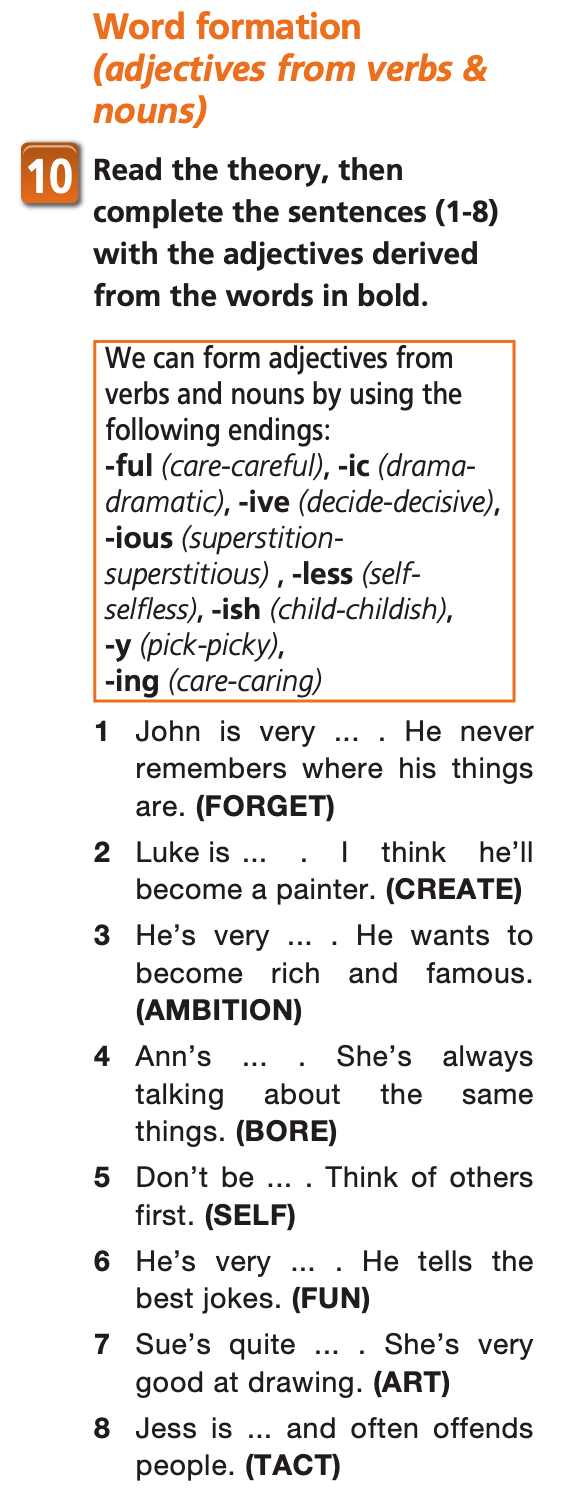 Word formation
(adjectives from verbs &
nouns)
10 Read the theory, then
complete the sentences (1-8)
with the adjectives derived
from the words in bold.
We can form adjectives from
verbs and nouns by using the
following endings:
-ful (care-careful), -ic (drama-
dramatic), -ive (decide-decisive),
-ious (superstition-
superstitious) , -less (self-
selfless), -ish (child-childish),
-y (pick-picky),
-ing (care-caring)
1 John is very ... . He never
remembers where his things
are. (FORGET)
2 Luke is ... . I think he’ll
become a painter. (CREATE)
3 He’s very ... . He wants to
become rich and famous.
(AMBITION)
4 Ann’s ... . She’s always
talking about the same
things. (BORE)
5 Don’t be ... . Think of others
first. (SELF)
6 He’s very ... . He tells the
best jokes. (FUN)
7 Sue’s quite ... . She’s very
good at drawing. (ART)
8 Jess is ... and often offends
people. (TACT)